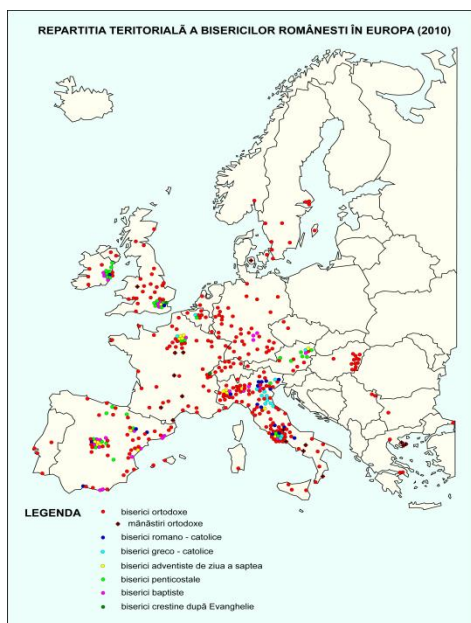 REPARTITIA TERITORIALĂ A BISERICILOR ROMÂNESTI ÎN EUROPA (2010)
LEGENDA
biserici ortodoxe
mânăstiri ortodoxe
biserici romano - catolice
biserici greco - catolice
biserici adventiste de ziua a saptea
biserici penticostale
biserici baptiste
biserici crestine după Evanghelie